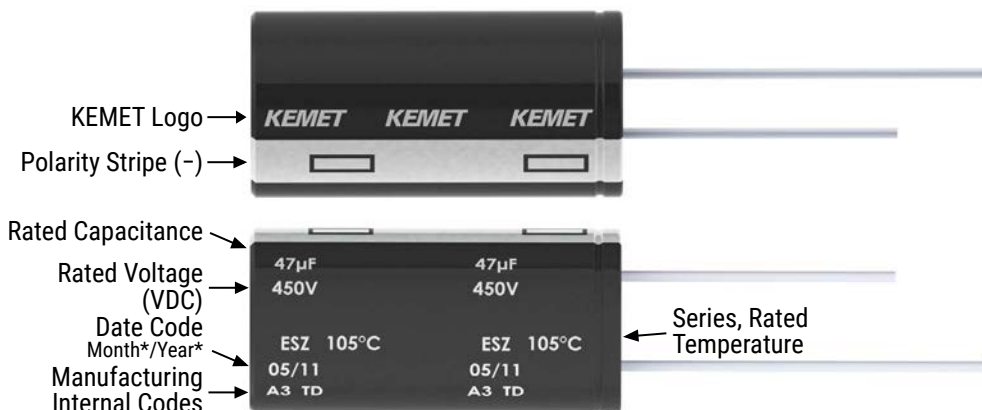 KEMET Logo
KEMET KEMET KEMET
Polarity Stripe (−)
Rated Capacitance
47µF 47µF
Rated Voltage
(VDC)
450V 450V
Date Code
Month*/Year*
ESZ 105°C ESZ 105°C
Series, Rated
Temperature
05/11 05/11
Manufacturing
Internal Codes
A3 TD A3 TD